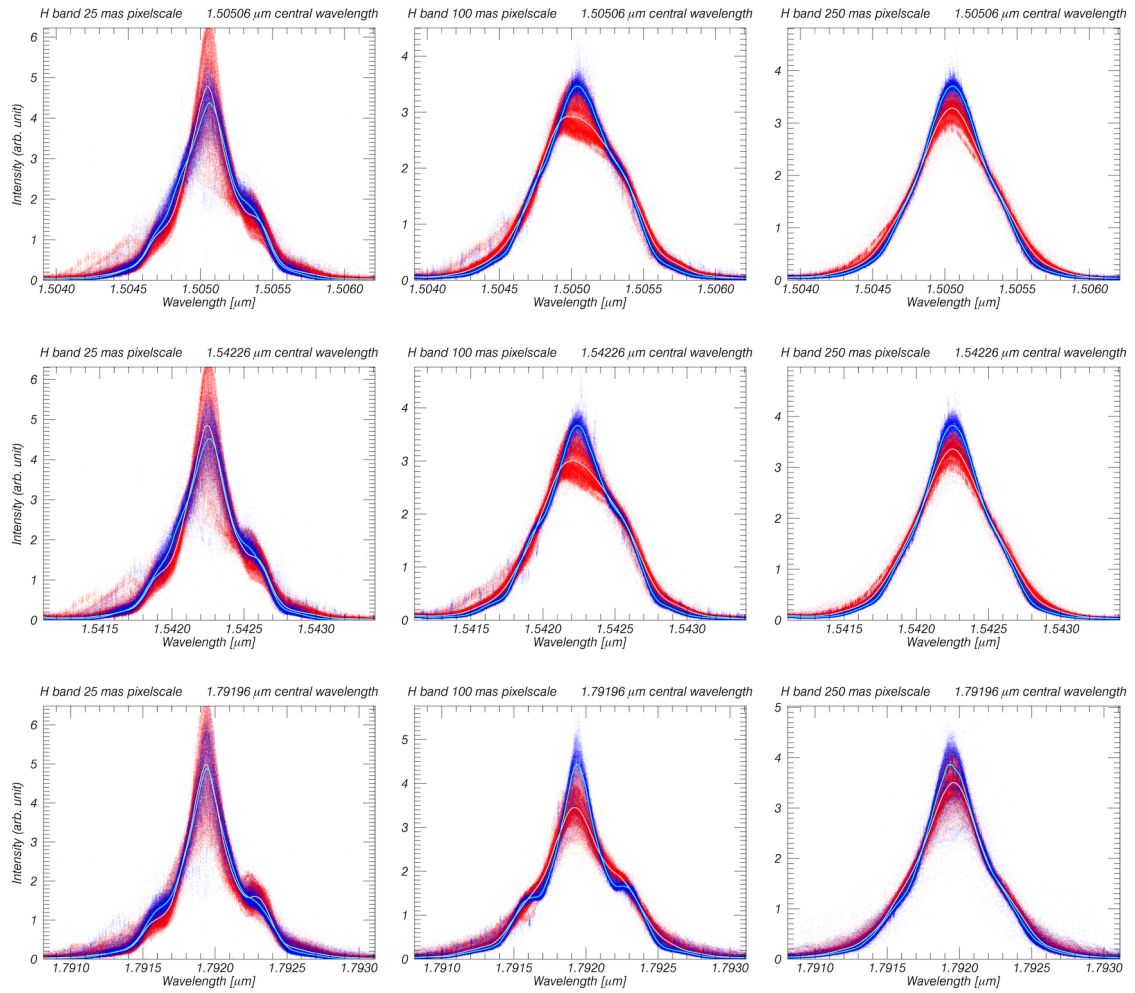 H band 25 mas pixelscale 1.50506 μm central wavelength
H band 100 mas pixelscale 1.50506 μm central wavelength
H band 250 mas pixelscale 1.50506 μm central wavelength
Intensity (arb. unit)
6
5
4
3
2
1
0
4
3
2
1
0
5
4
3
2
1
0
1.5040 1.5045 1.5050 1.5055 1.5060
1.5040 1.5045 1.5050 1.5055 1.5060
1.5040 1.5045 1.5050 1.5055 1.5060
Wavelength [μm]
Wavelength [μm]
Wavelength [μm]
H band 25 mas pixelscale 1.54226 μm central wavelength
H band 100 mas pixelscale 1.54226 μm central wavelength
H band 250 mas pixelscale 1.54226 μm central wavelength
Intensity (arb. unit)
6
5
4
3
2
1
0
4
3
2
1
0
4
3
2
1
0
1.5415 1.5420 1.5425 1.5430
1.5415 1.5420 1.5425 1.5430
1.5415 1.5420 1.5425 1.5430
Wavelength [μm]
Wavelength [μm]
Wavelength [μm]
H band 25 mas pixelscale 1.79196 μm central wavelength
H band 100 mas pixelscale 1.79196 μm central wavelength
H band 250 mas pixelscale 1.79196 μm central wavelength
Intensity (arb. unit)
6
5
4
3
2
1
0
5
4
3
2
1
0
5
4
3
2
1
0
1.7910 1.7915 1.7920 1.7925 1.7930
1.7910 1.7915 1.7920 1.7925 1.7930
1.7910 1.7915 1.7920 1.7925 1.7930
Wavelength [μm]
Wavelength [μm]
Wavelength [μm]